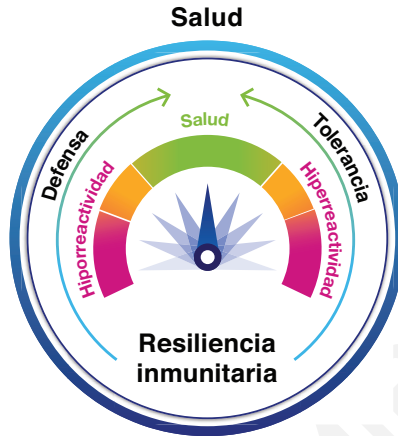 Salud
Defensa
Salud
Tolerancia
Hiporreactividad
Hiperreactividad
Resiliencia
inmunitaria